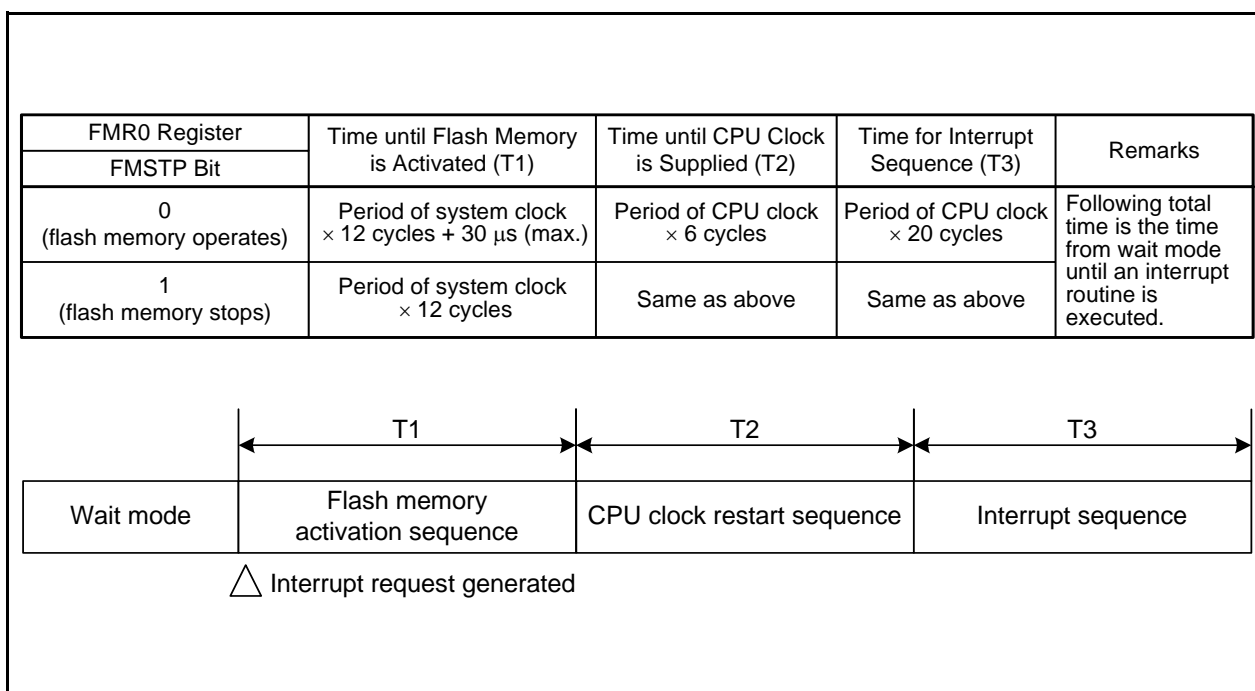 FMR0 Register
FMSTP Bit
Time until Flash Memory
is Activated (T1)
Time until CPU Clock
is Supplied (T2)
Time for Interrupt
Sequence (T3)
Remarks
0
(flash memory operates)
Period of system clock
× 12 cycles + 30 μs (max.)
Period of CPU clock
× 6 cycles
Period of CPU clock
× 20 cycles
Following total
time is the time
from wait mode
until an interrupt
routine is
executed.
1
(flash memory stops)
Period of system clock
× 12 cycles
Same as above
Same as above
T1
T2
T3
Wait mode
Flash memory
activation sequence
CPU clock restart sequence
Interrupt sequence
Interrupt request generated